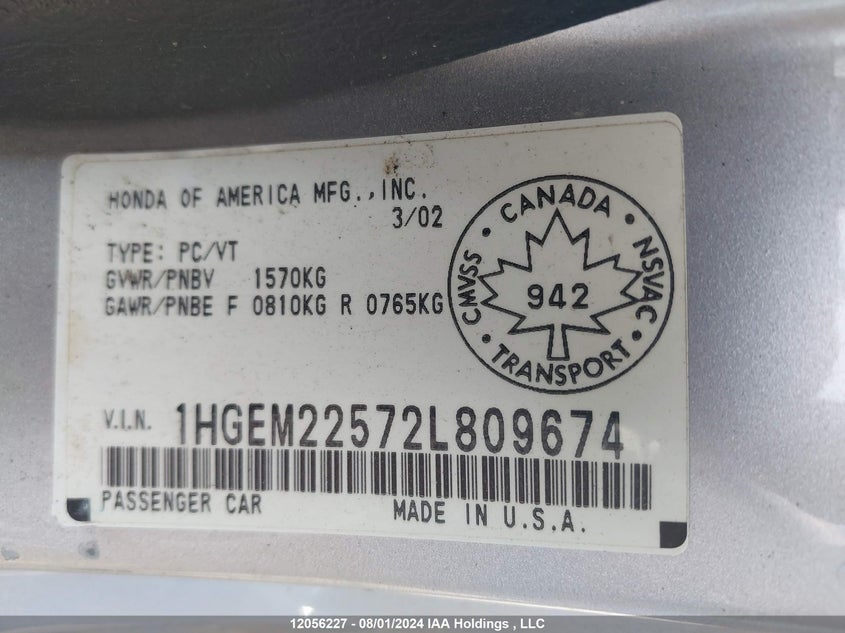 HONDA OF AMERICA MFG.,INC.
3/02
TYPE: PC/VT
GVWR/PNBV 1570KG
GAWR/PNBE F 0810KG R 0765KG
CANADA
CMVSS
942
NSVAC
TRANSPORT
V.I.N. 1HGEM22572L809674
PASSENGER CAR MADE IN U.S.A.
12056227 - 08/01/2024 IAA Holdings , LLC